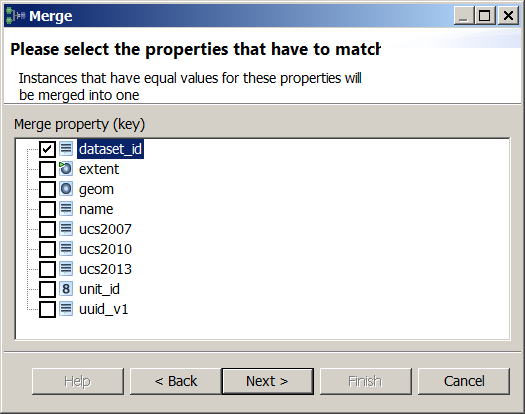 Merge
Please select the properties that have to match
Instances that have equal values for these properties will
be merged into one
Merge property (key)
dataset_id
extent
geom
name
ucs2007
ucs2010
ucs2013
8 unit_id
uuid_v1
Help
< Back
Next >
Finish
Cancel